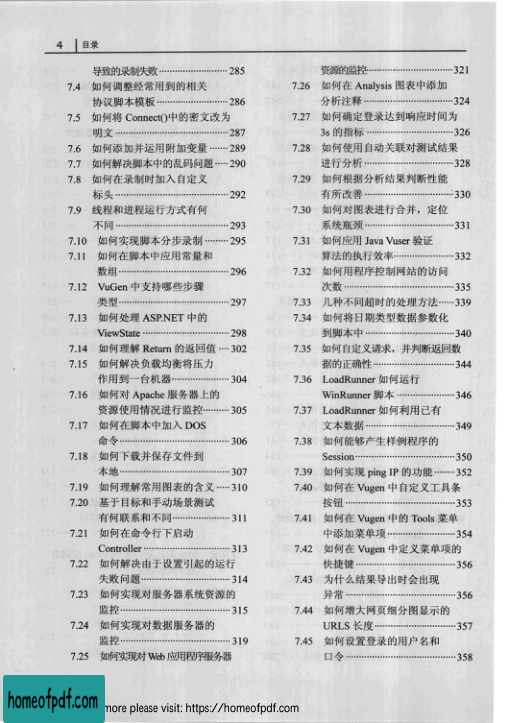 4 目录
导致的录制失败 285
7.4 如何调整经常用到的相关
协议脚本模板 286
7.5 如何将 Connect()中的密文改为
明文 287
7.6 如何添加并运用附加变量 289
7.7 如何解决脚本中的乱码问题 290
7.8 如何在录制时加入自定义
标头 292
7.9 线程和进程运行方式有何
不同 293
7.10 如何实现脚本分步录制 295
7.11 如何在脚本中应用常量和
数组 296
7.12 VuGen 中支持哪些步骤
类型 297
7.13 如何处理 ASP.NET 中的
ViewState 298
7.14 如何理解 Return 的返回值 302
7.15 如何解决负载均衡将压力
作用到一台机器 304
7.16 如何对 Apache 服务器上的
资源使用情况进行监控 305
7.17 如何在脚本中加入 DOS
命令 306
7.18 如何下载并保存文件到
本地 307
7.19 如何理解常用图表的含义 310
7.20 基于目标和手动场景测试
有何联系和不同 311
7.21 如何在命令行下启动
Controller 313
7.22 如何解决由于设置引起的运行
失败问题 314
7.23 如何实现对服务器系统资源的
监控 315
7.24 如何实现对数据服务器的
监控 319
7.25 如何实现对 Web 应用程序服务器
资源的监控 321
7.26 如何在 Analysis 图表中添加
分析注释 324
7.27 如何确定登录达到响应时间为
3s 的指标 326
7.28 如何使用自动关联对测试结果
进行分析 328
7.29 如何根据分析结果判断性能
有所改善 330
7.30 如何对图表进行合并，定位
系统瓶颈 331
7.31 如何应用 Java Vuser 验证
算法的执行效率 332
7.32 如何用程序控制网站的访问
次数 335
7.33 几种不同超时的处理方法 339
7.34 如何将日期类型数据参数化
到脚本中 340
7.35 如何自定义请求，并判断返回数
据的正确性 344
7.36 LoadRunner 如何运行
WinRunner 脚本 346
7.37 LoadRunner 如何利用已有
文本数据 349
7.38 如何能够产生样例程序的
Session 350
7.39 如何实现 ping IP 的功能 352
7.40 如何在 Vugen 中自定义工具条
按钮 353
7.41 如何在 Vugen 中的 Tools 菜单
中添加菜单项 354
7.42 如何在 Vugen 中定义菜单项的
快捷键 356
7.43 为什么结果导出时会出现
异常 356
7.44 如何增大网页细分图显示的
URLS 长度 357
7.45 如何设置登录的用户名和
口令 358
homeofpdf.com
more please visit: https://homeofpdf.com